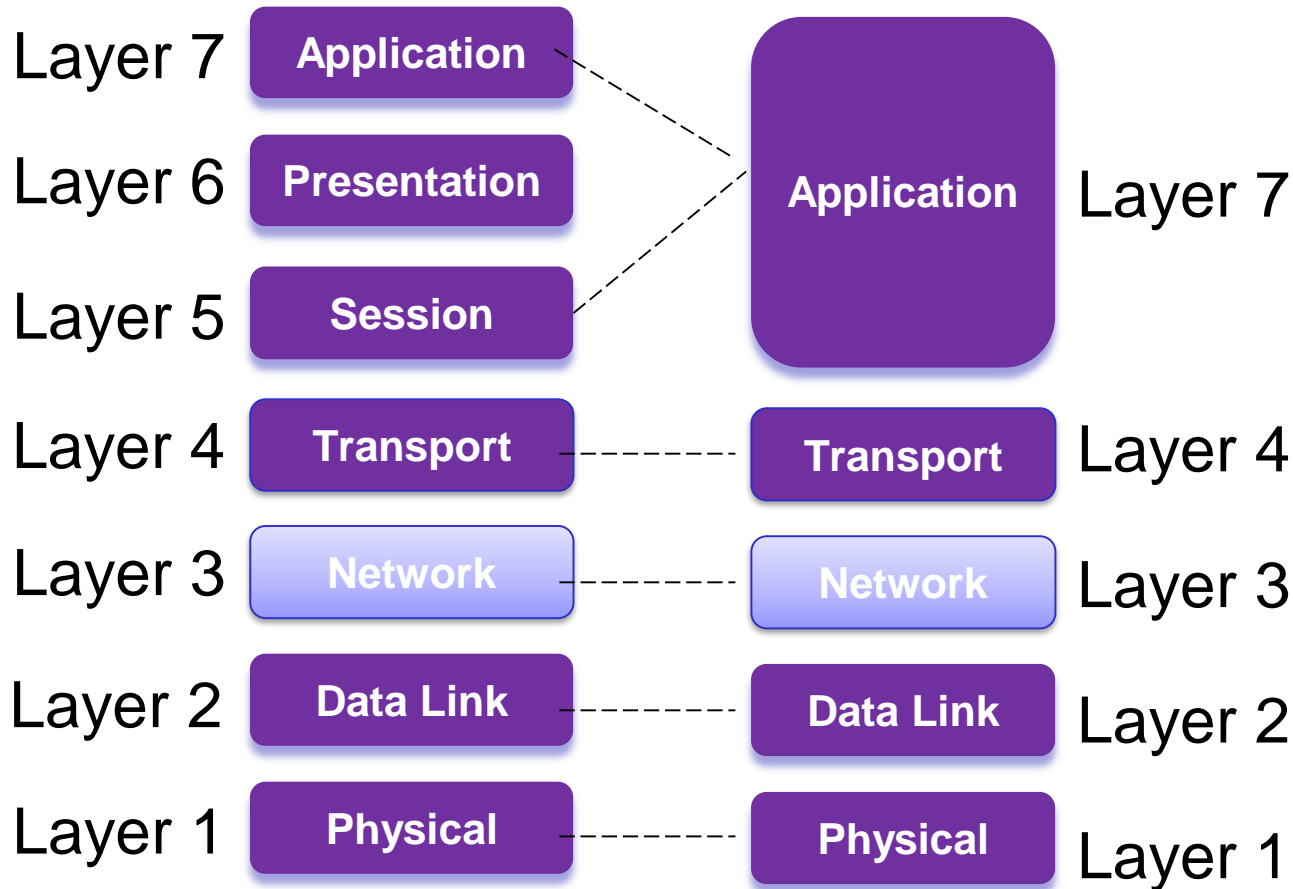 Layer 7 Application
Layer 6 Presentation
Application Layer 7
Layer 5 Session
Layer 4 Transport
Transport Layer 4
Layer 3 Network
Network Layer 3
Layer 2 Data Link
Data Link Layer 2
Layer 1 Physical
Physical Layer 1